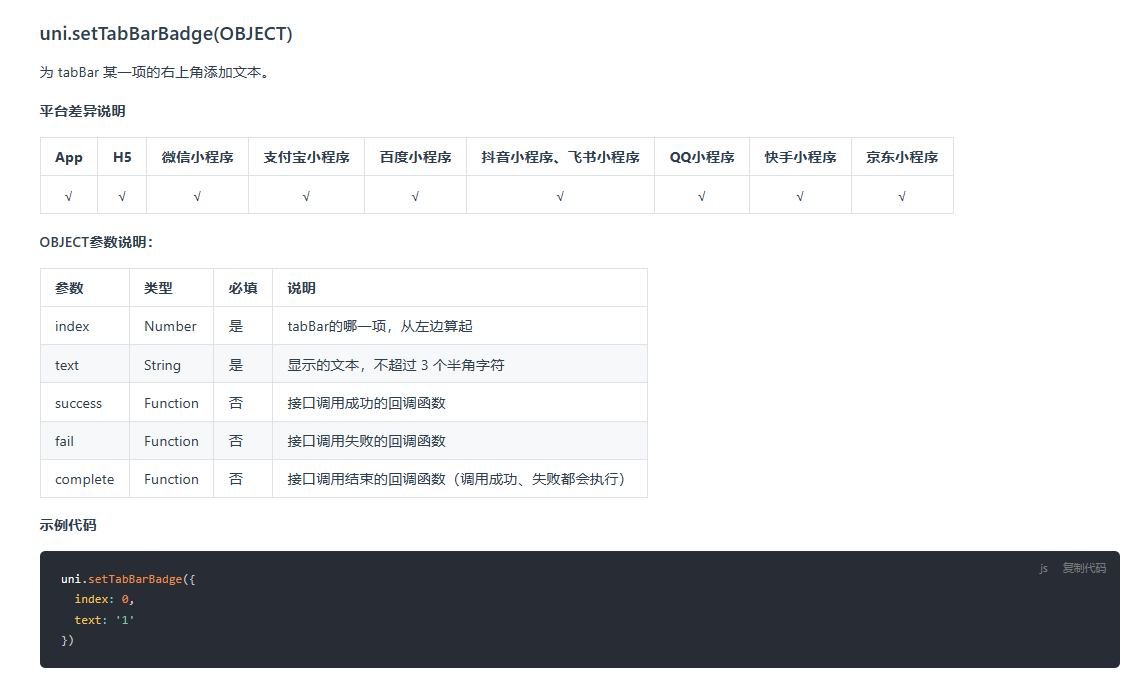 uni.setTabBarBadge(OBJECT)
为 tabBar 某一项的右上角添加文本。
平台差异说明
App H5 微信小程序 支付宝小程序 百度小程序 抖音小程序、飞书小程序 QQ小程序 快手小程序 京东小程序
√ √ √ √ √ √ √ √ √
OBJECT参数说明：
参数 类型 必填 说明
index Number 是 tabBar的哪一项，从左边算起
text String 是 显示的文本，不超过 3 个半角字符
success Function 否 接口调用成功的回调函数
fail Function 否 接口调用失败的回调函数
complete Function 否 接口调用结束的回调函数（调用成功、失败都会执行）
示例代码
js 复制代码
uni.setTabBarBadge({
index: 0,
text: '1'
})